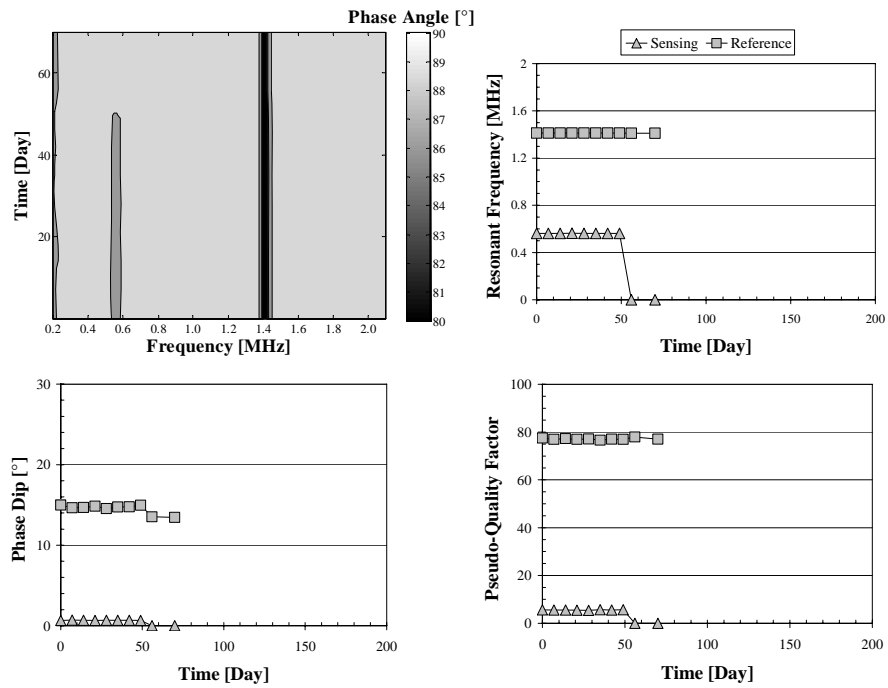 Phase Angle [°]
60
40
20
Time [Day]
0.2 0.4 0.6 0.8 1.0 1.2 1.4 1.6 1.8 2.0
Frequency [MHz]
90
89
88
87
86
85
84
83
82
81
80
Sensing Reference
2
1.6
1.2
0.8
0.4
0
Resonant Frequency [MHz]
0 50 100 150 200
Time [Day]
30
20
10
0
Phase Dip [°]
0 50 100 150 200
Time [Day]
100
80
60
40
20
0
Pseudo-Quality Factor
0 50 100 150 200
Time [Day]